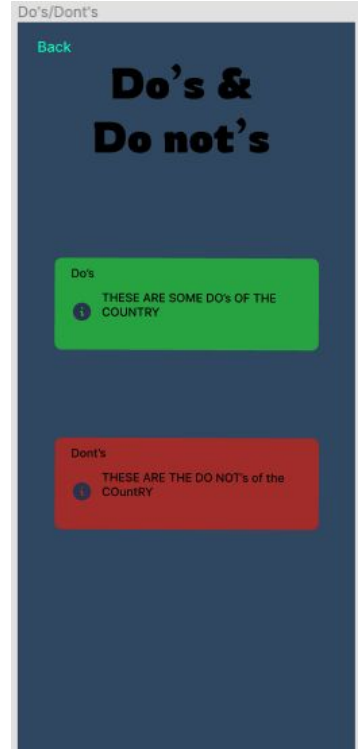 Do's/Dont's
Back
Do’s &
Do not’s
Do's
THESE ARE SOME DO's OF THE
COUNTRY
Dont's
THESE ARE THE DO NOT's of the
COuntRY